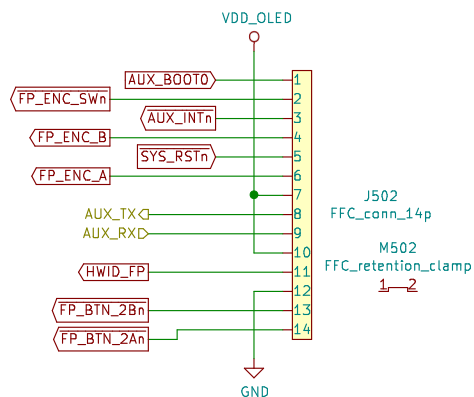 VDD_OLED
AUX_BOOT0 1
FP_ENC_SWn 2
AUX_INTn 3
FP_ENC_B 4
SYS_RSTn 5
FP_ENC_A 6
7
AUX_TX 8
AUX_RX 9
10
HWID_FP 11
12
FP_BTN_2Bn 13
FP_BTN_2An 14
J502
FFC_conn_14p
M502
FFC_retention_clamp
1 2
GND